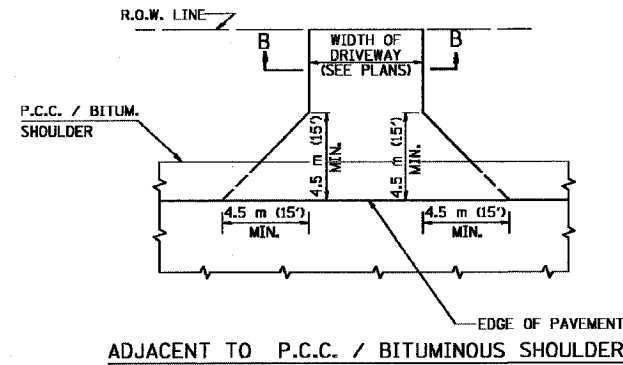 R.O.W. LINE
B
WIDTH OF
DRIVEWAY
(SEE PLANS)
B
P.C.C. / BITUM.
SHOULDER
4.5 m (15')
MIN.
4.5 m (15')
MIN.
4.5 m (15')
MIN.
4.5 m (15')
MIN.
EDGE OF PAVEMENT
ADJACENT TO P.C.C. / BITUMINOUS SHOULDER